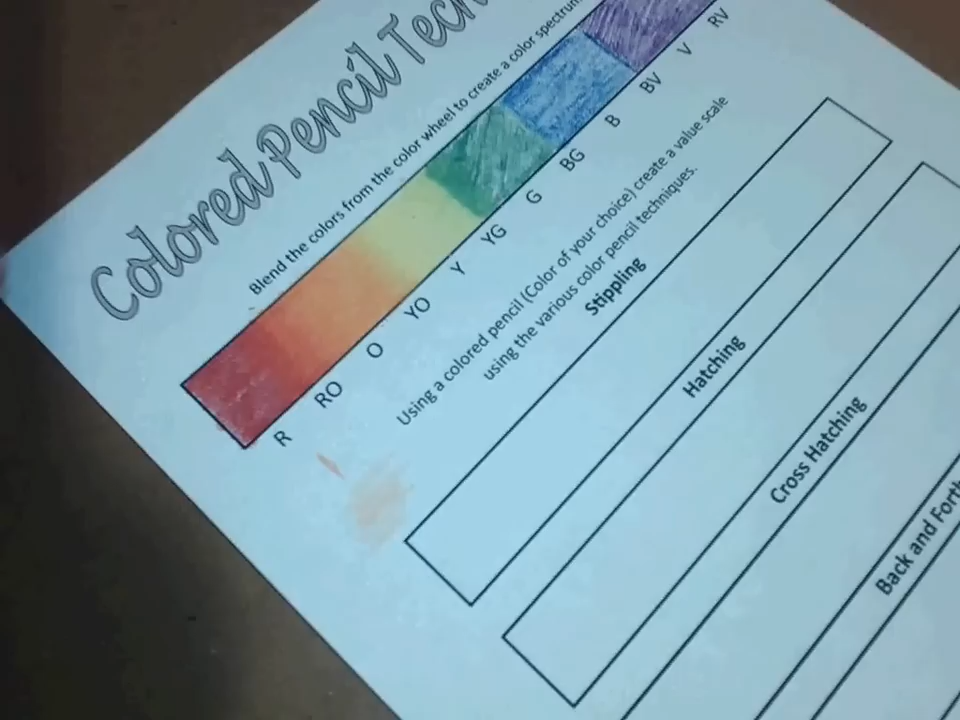 Colored Pencil
Blend the colors from the color wheel to create a color spectrum
R RO O YO Y YG G BG B BV V RV
Using a colored pencil (Color of your choice) create a value scale
using the various color pencil techniques.
Stippling
Hatching
Cross Hatching
Back and Forth